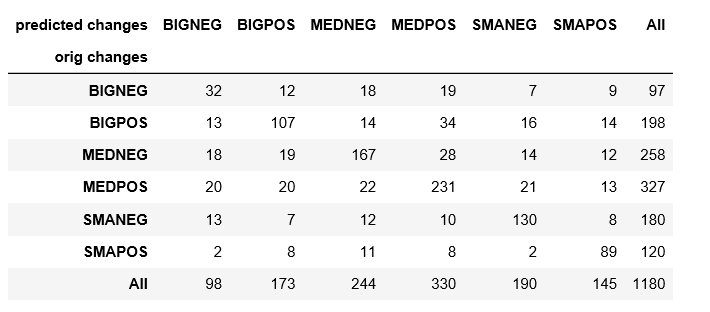 predicted changes BIGNEG BIGPOS MEDNEG MEDPOS SMANEG SMAPOS All
orig changes
BIGNEG 32 12 18 19 7 9 97
BIGPOS 13 107 14 34 16 14 198
MEDNEG 18 19 167 28 14 12 258
MEDPOS 20 20 22 231 21 13 327
SMANEG 13 7 12 10 130 8 180
SMAPOS 2 8 11 8 2 89 120
All 98 173 244 330 190 145 1180